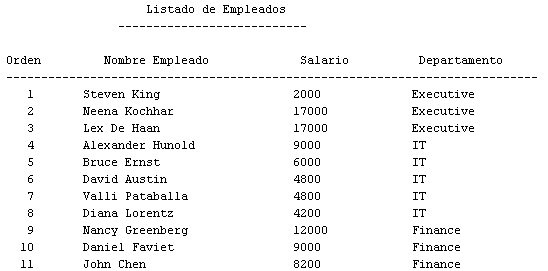 Listado de Empleados
---------------------------
Orden Nombre Empleado Salario Departamento
----------------------------------------------------------------------------
1 Steven King 2000 Executive
2 Neena Kochhar 17000 Executive
3 Lex De Haan 17000 Executive
4 Alexander Hunold 9000 IT
5 Bruce Ernst 6000 IT
6 David Austin 4800 IT
7 Valli Pataballa 4800 IT
8 Diana Lorentz 4200 IT
9 Nancy Greenberg 12000 Finance
10 Daniel Faviet 9000 Finance
11 John Chen 8200 Finance